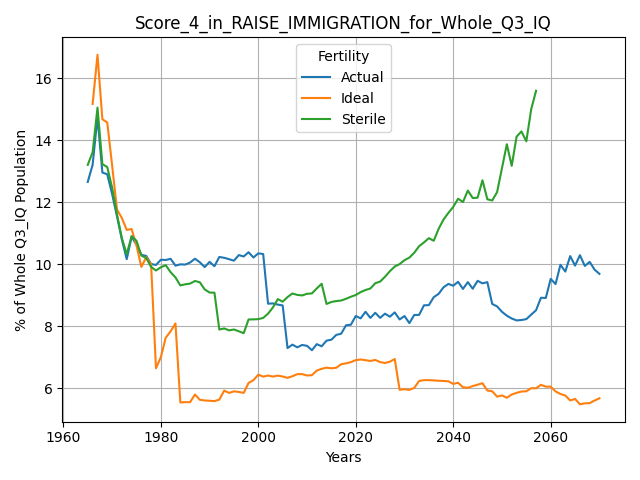 Score_4_in_RAISE_IMMIGRATION_for_Whole_Q3_IQ
% of Whole Q3_IQ Population
16
14
12
10
8
6
Fertility
Actual
Ideal
Sterile
1960
1980
2000
2020
2040
2060
Years